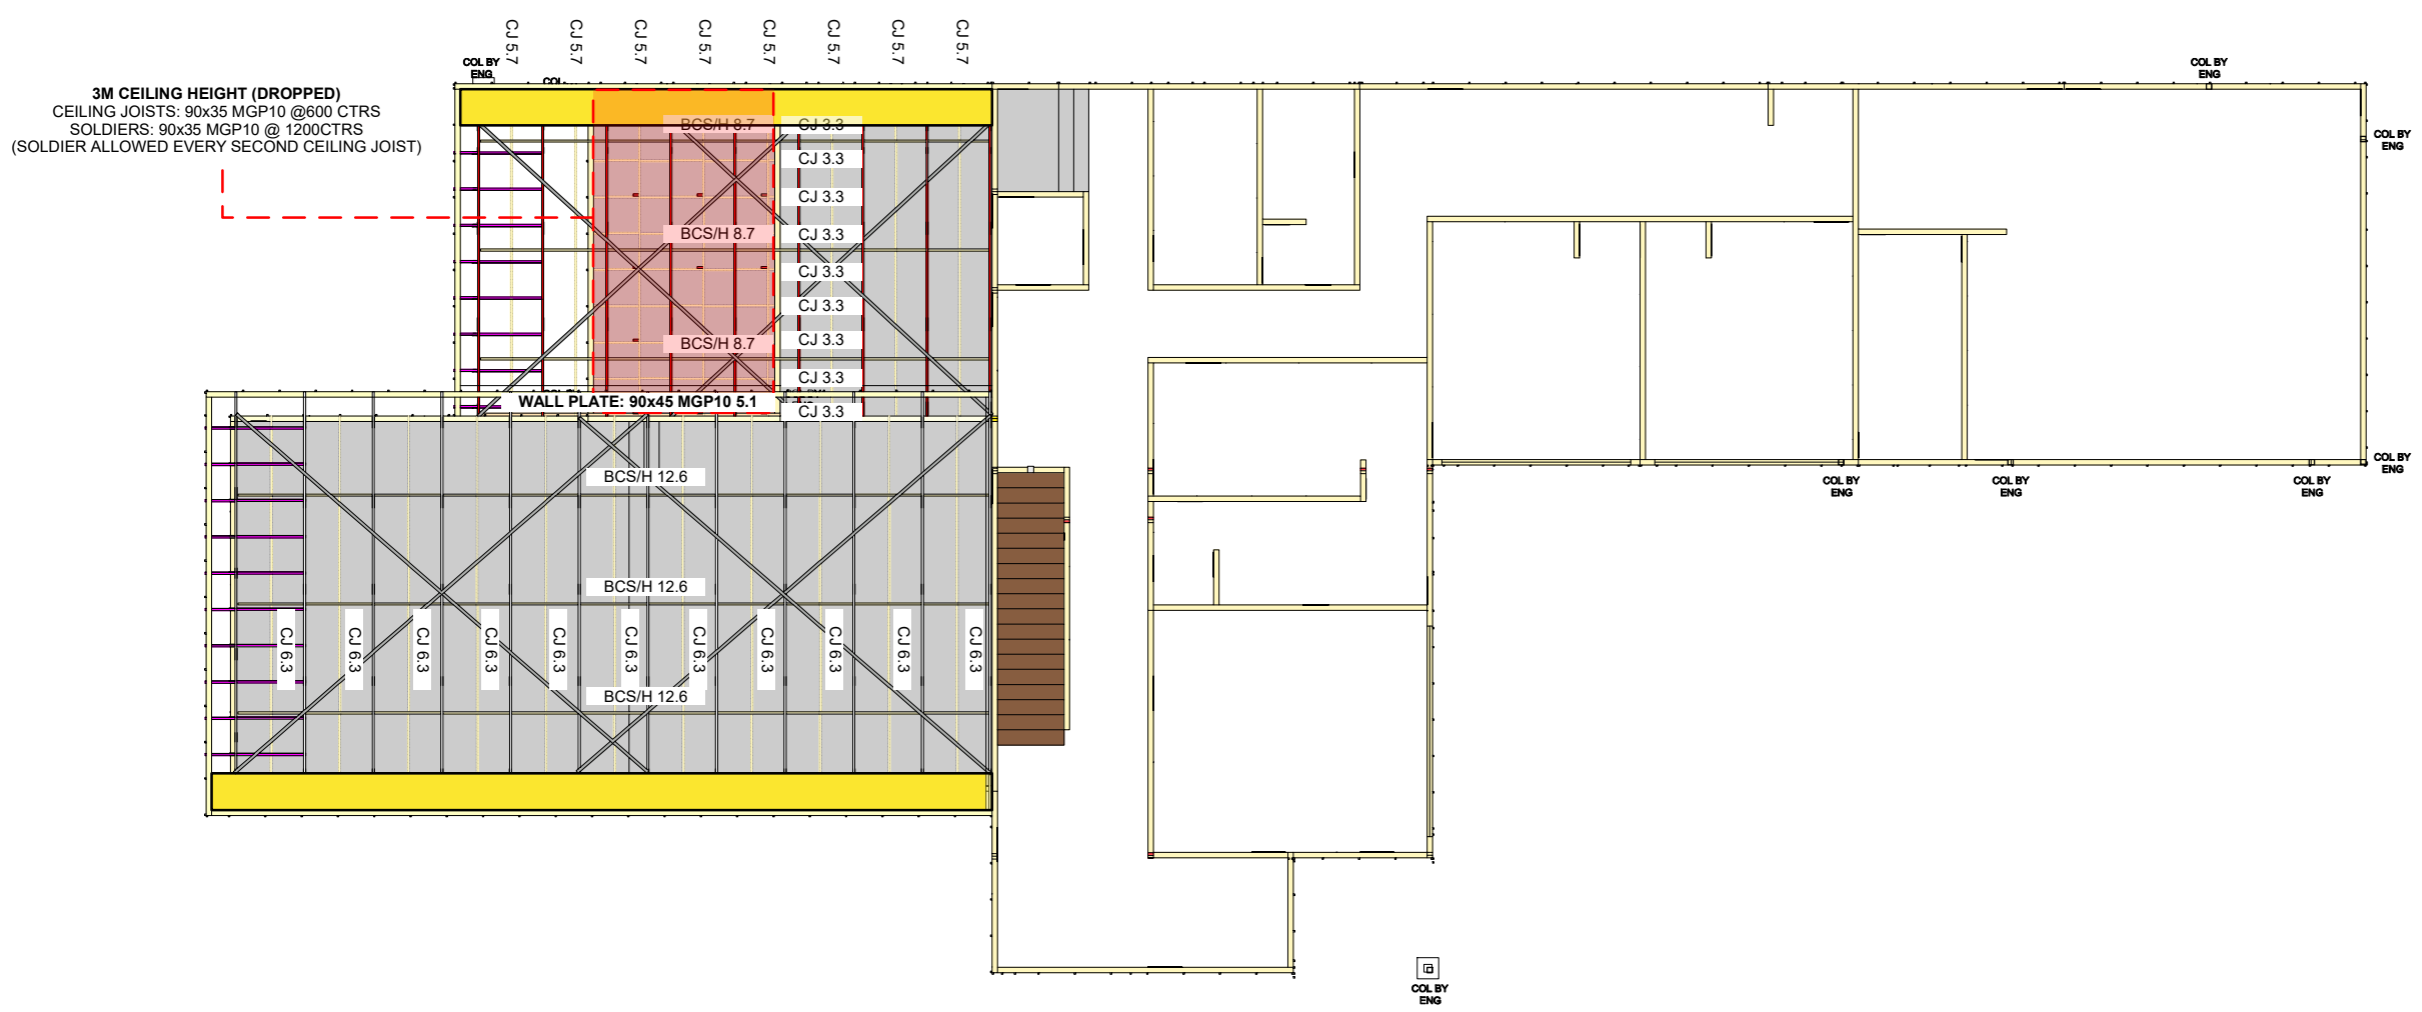 CJ 5.7
CJ 5.7
CJ 5.7
CJ 5.7
CJ 5.7
CJ 5.7
CJ 5.7
CJ 5.7
COL BY
ENG
COL
COL BY
ENG
3M CEILING HEIGHT (DROPPED)
CEILING JOISTS: 90x35 MGP10 @600 CTRS
SOLDIERS: 90x35 MGP10 @ 1200CTRS
(SOLDIER ALLOWED EVERY SECOND CEILING JOIST)
BCS/H 8.7
CJ 3.3
COL BY
ENG
CJ 3.3
CJ 3.3
BCS/H 8.7
CJ 3.3
CJ 3.3
CJ 3.3
BCS/H 8.7
CJ 3.3
CJ 3.3
WALL PLATE: 90x45 MGP10 5.1
CJ 3.3
COL BY
ENG
BCS/H 12.6
COL BY
ENG
COL BY
ENG
COL BY
ENG
BCS/H 12.6
CJ 6.3
CJ 6.3
CJ 6.3
CJ 6.3
CJ 6.3
CJ 6.3
CJ 6.3
CJ 6.3
CJ 6.3
CJ 6.3
CJ 6.3
BCS/H 12.6
COL BY
ENG